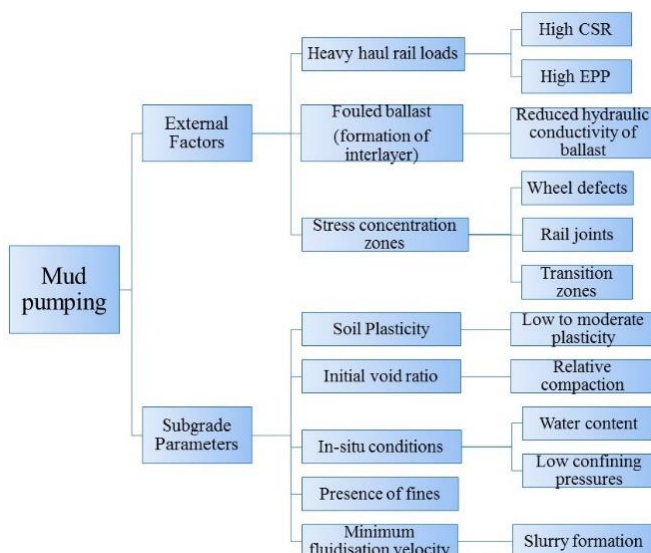 High CSR
Heavy haul rail loads
High EPP
External
Factors
Fouled ballast
(formation of
interlayer)
Reduced hydraulic
conductivity of
ballast
Wheel defects
Stress concentration
zones
Rail joints
Transition
zones
Mud
pumping
Soil Plasticity
Low to moderate
plasticity
Initial void ratio
Relative
compaction
Subgrade
Parameters
In-situ conditions
Water content
Low confining
pressures
Presence of fines
Minimum
fluidisation velocity
Slurry formation